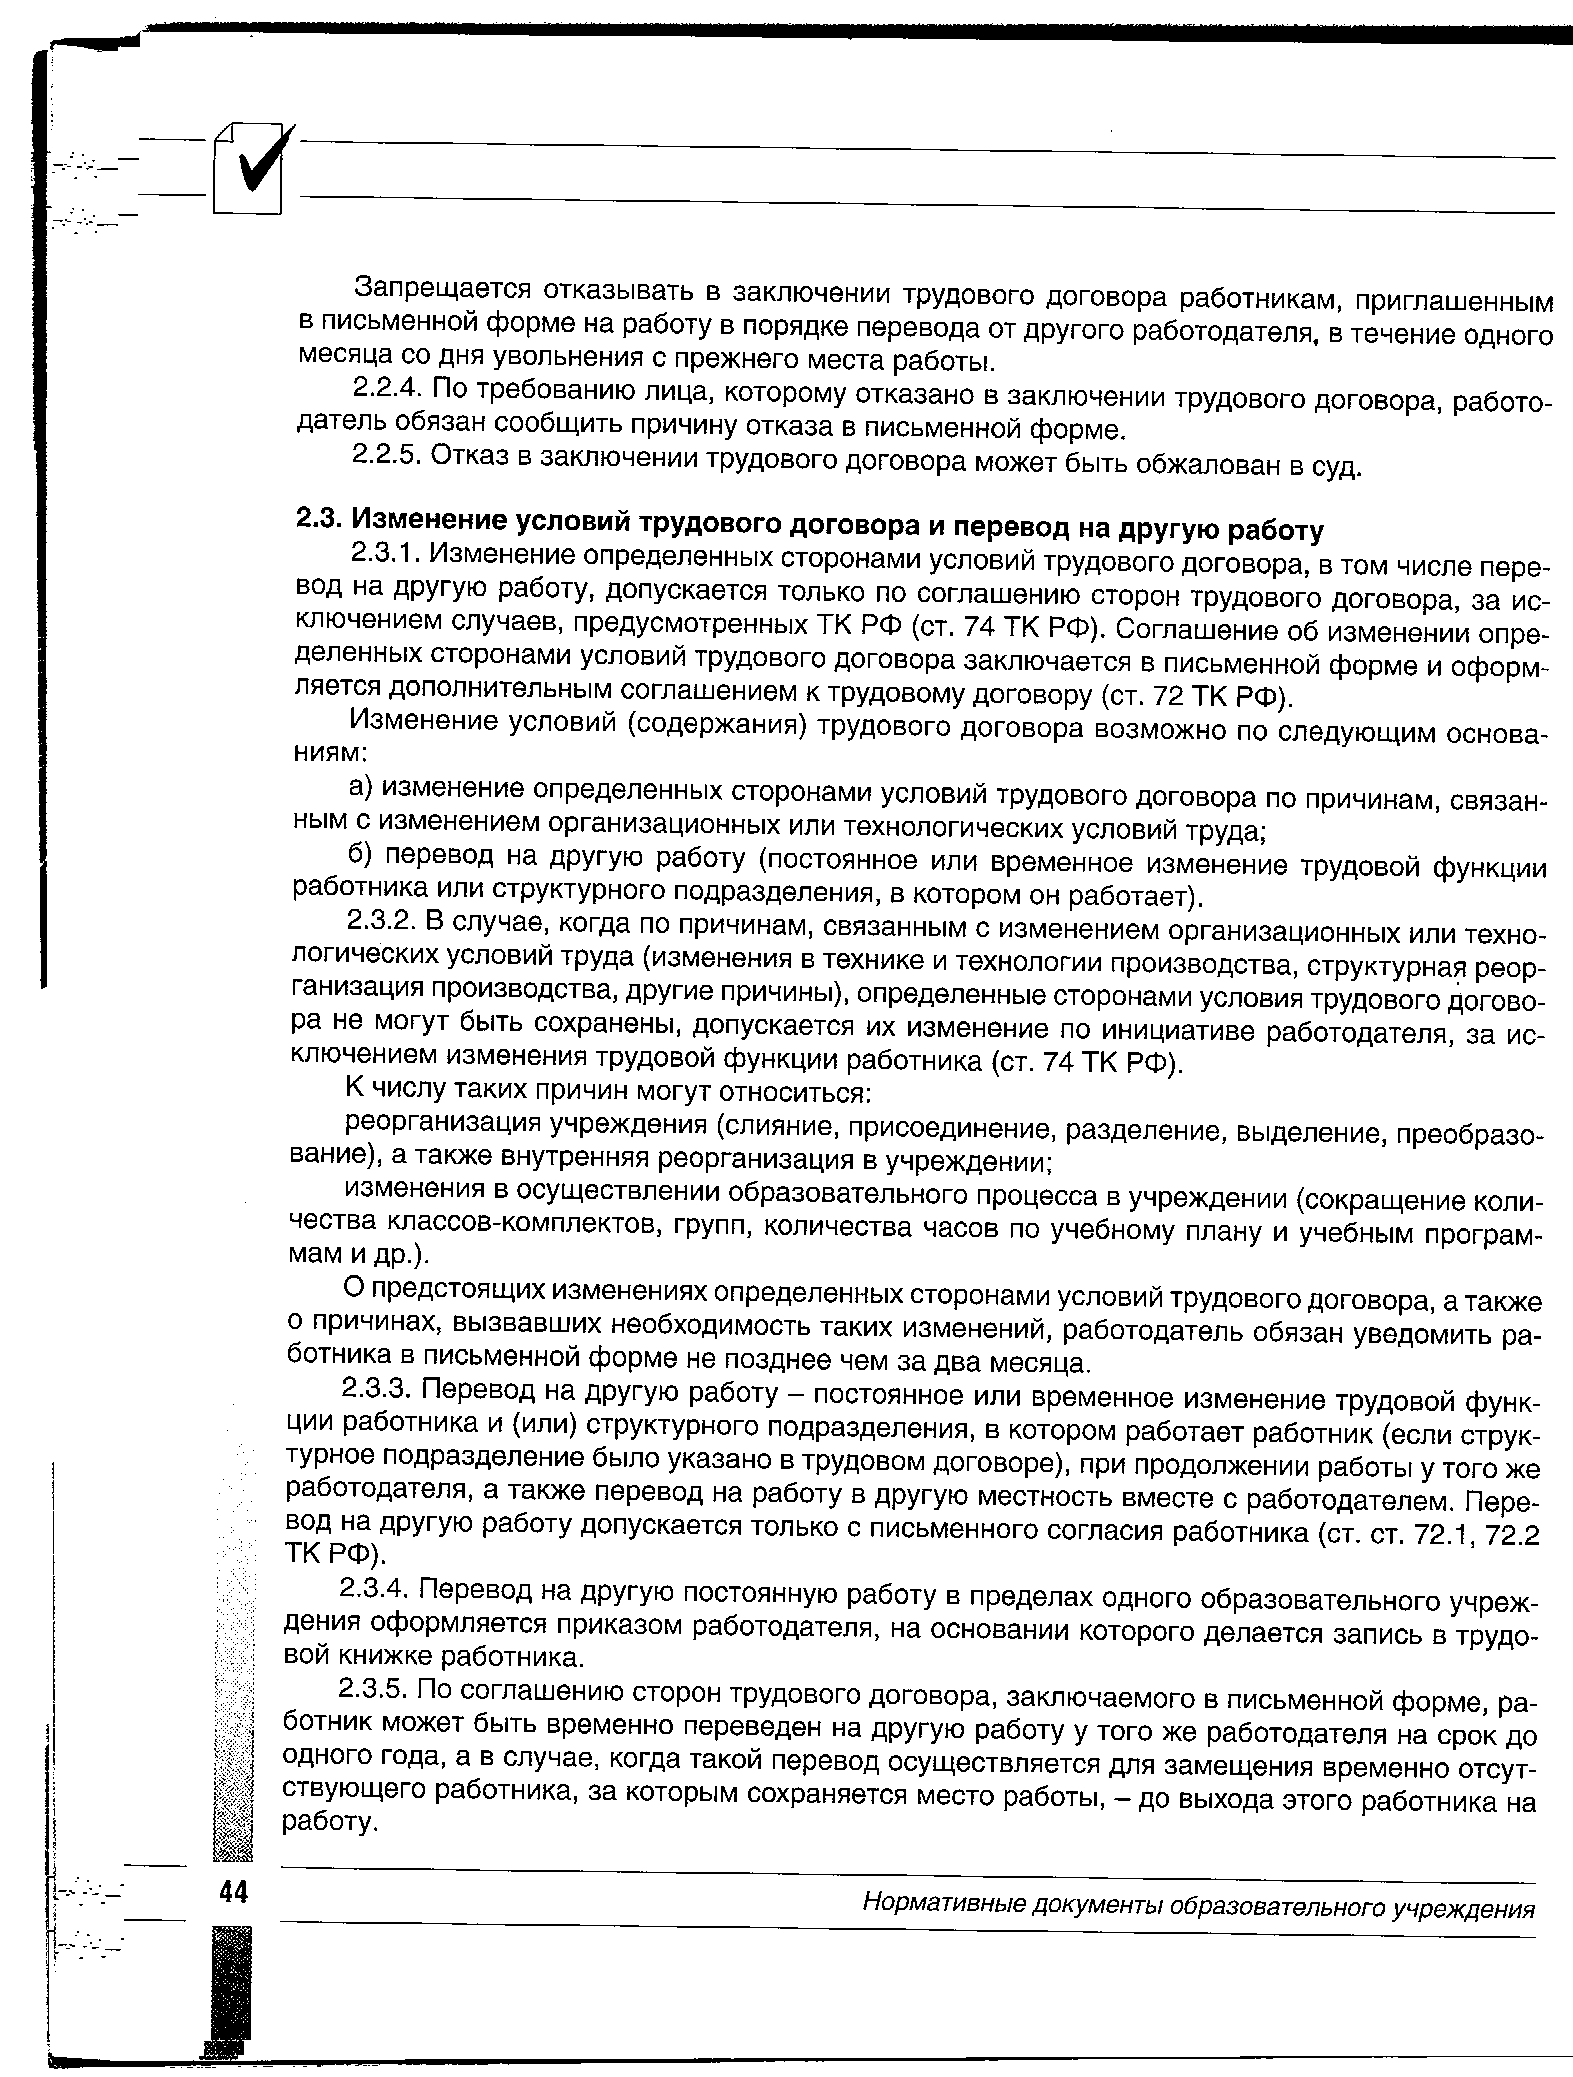 Запрещается отказывать в заключении трудового договора работникам, приглашенным
в письменной форме на работу в порядке перевода от другого работодателя, в течение одного
месяца со дня увольнения с прежнего места работы.
2.2.4. По требованию лица, которому отказано в заключении трудового договора, работо-
датель обязан сообщить причину отказа в письменной форме.
2.2.5. Отказ в заключении трудового договора может быть обжалован в суд.
2.3. Изменение условий трудового договора и перевод на другую работу
2.3.1. Изменение определенных сторонами условий трудового договора, в том числе пере-
вод на другую работу, допускается только по соглашению сторон трудового договора, за ис-
ключением случаев, предусмотренных ТК РФ (ст. 74 ТК РФ). Соглашение об изменении опре-
деленных сторонами условий трудового договора заключается в письменной форме и оформ-
ляется дополнительным соглашением к трудовому договору (ст. 72 ТК РФ).
Изменение условий (содержания) трудового договора возможно по следующим основа-
ниям:
а) изменение определенных сторонами условий трудового договора по причинам, связан-
ным с изменением организационных или технологических условий труда;
б) перевод на другую работу (постоянное или временное изменение трудовой функции
работника или структурного подразделения, в котором он работает).
2.3.2. В случае, когда по причинам, связанным с изменением организационных или техно-
логических условий труда (изменения в технике и технологии производства, структурная реор-
ганизация производства, другие причины), определенные сторонами условия трудового догово-
ра не могут быть сохранены, допускается их изменение по инициативе работодателя, за ис-
ключением изменения трудовой функции работника (ст. 74 ТК РФ).
К числу таких причин могут относиться:
реорганизация учреждения (слияние, присоединение, разделение, выделение, преобразо-
вание), а также внутренняя реорганизация в учреждении;
изменения в осуществлении образовательного процесса в учреждении (сокращение коли-
чества классов-комплектов, групп, количества часов по учебному плану и учебным програм-
мам и др.).
О предстоящих изменениях определенных сторонами условий трудового договора, а также
о причинах, вызвавших необходимость таких изменений, работодатель обязан уведомить ра-
ботника в письменной форме не позднее чем за два месяца.
2.3.3. Перевод на другую работу – постоянное или временное изменение трудовой функ-
ции работника и (или) структурного подразделения, в котором работает работник (если струк-
турное подразделение было указано в трудовом договоре), при продолжении работы у того же
работодателя, а также перевод на работу в другую местность вместе с работодателем. Пере-
вод на другую работу допускается только с письменного согласия работника (ст. ст. 72.1, 72.2
ТК РФ).
2.3.4. Перевод на другую постоянную работу в пределах одного образовательного учреж-
дения оформляется приказом работодателя, на основании которого делается запись в трудо-
вой книжке работника.
2.3.5. По соглашению сторон трудового договора, заключаемого в письменной форме, ра-
ботник может быть временно переведен на другую работу у того же работодателя на срок до
одного года, а в случае, когда такой перевод осуществляется для замещения временно отсут-
ствующего работника, за которым сохраняется место работы, – до выхода этого работника на
работу.
44
Нормативные документы образовательного учреждения